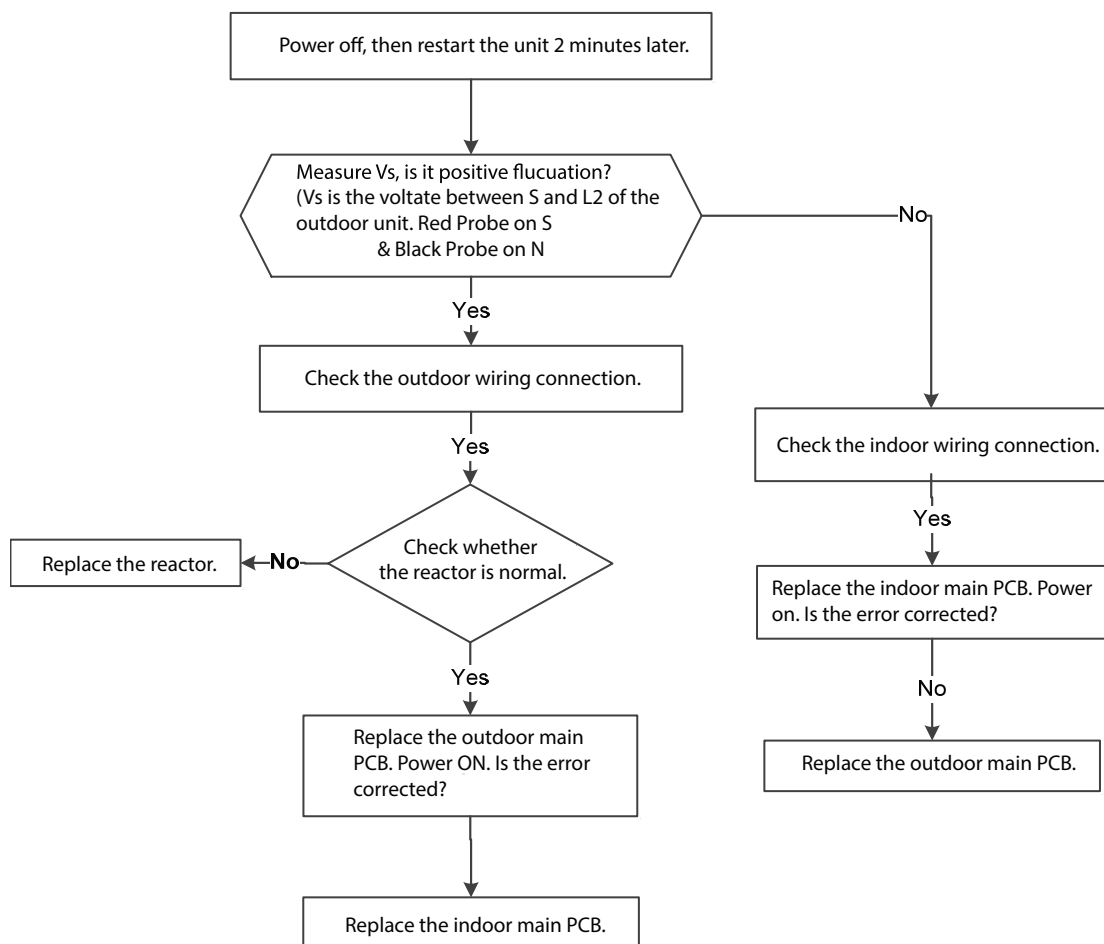 Power off, then restart the unit 2 minutes later.
Measure Vs, is it positive flucuation?
(Vs is the voltate between S and L2 of the
outdoor unit. Red Probe on S
& Black Probe on N
No
Yes
Check the outdoor wiring connection.
Yes
Check the indoor wiring connection.
Yes
Check whether
the reactor is normal.
No
Replace the reactor.
Replace the indoor main PCB. Power
on. Is the error corrected?
Yes
No
Replace the outdoor main
PCB. Power ON. Is the error
corrected?
Replace the outdoor main PCB.
Replace the indoor main PCB.